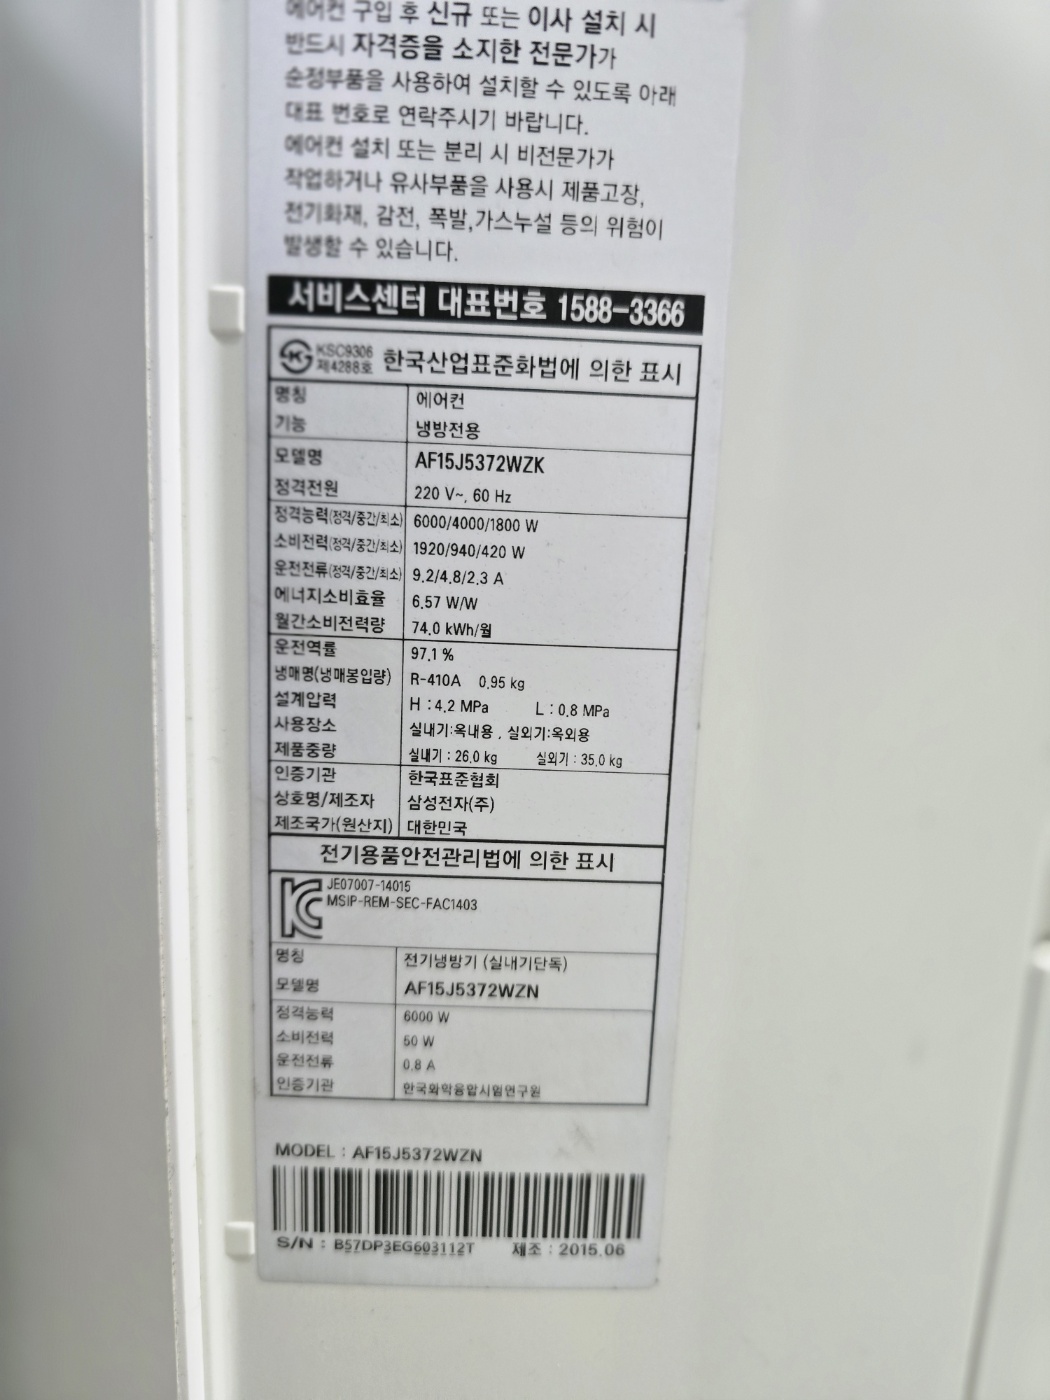 에어컨 구입 후 신규 또는 이사 설치 시
반드시 자격증을 소지한 전문가가
순정부품을 사용하여 설치할 수 있도록 아래
대표 번호로 연락주시기 바랍니다.
에어컨 설치 또는 분리 시 비전문가가
작업하거나 유사부품을 사용시 제품고장,
전기화재, 감전, 폭발,가스누설 등의 위험이
발생할 수 있습니다.
서비스센터 대표번호 1588-3366
KSC9306
제4288호 한국산업표준화법에 의한 표시
명칭 에어컨
기능 냉방전용
모델명 AF15J5372WZK
정격전원 220 V~, 60 Hz
정격능력(정격/중간/최소) 6000/4000/1800 W
소비전력(정격/중간/최소) 1920/940/420 W
운전전류(정격/중간/최소) 9.2/4.8/2.3 A
에너지소비효율 6.57 W/W
월간소비전력량 74.0 kWh/월
운전역률 97.1 %
냉매명(냉매봉입량) R-410A 0.95 kg
설계압력 H : 4.2 MPa L : 0.8 MPa
사용장소 실내기:옥내용 , 실외기:옥외용
제품중량 실내기 : 26.0 kg 실외기 : 35.0 kg
인증기관 한국표준협회
상호명/제조자 삼성전자(주)
제조국가(원산지) 대한민국
전기용품안전관리법에 의한 표시
JE07007-14015
MSIP-REM-SEC-FAC1403
명칭 전기냉방기 (실내기단독)
모델명 AF15J5372WZN
정격능력 6000 W
소비전력 50 W
운전전류 0.8 A
인증기관 한국화학융합시험연구원
MODEL : AF15J5372WZN
S/N : B57DP3EG603112T 제조 : 2015.06